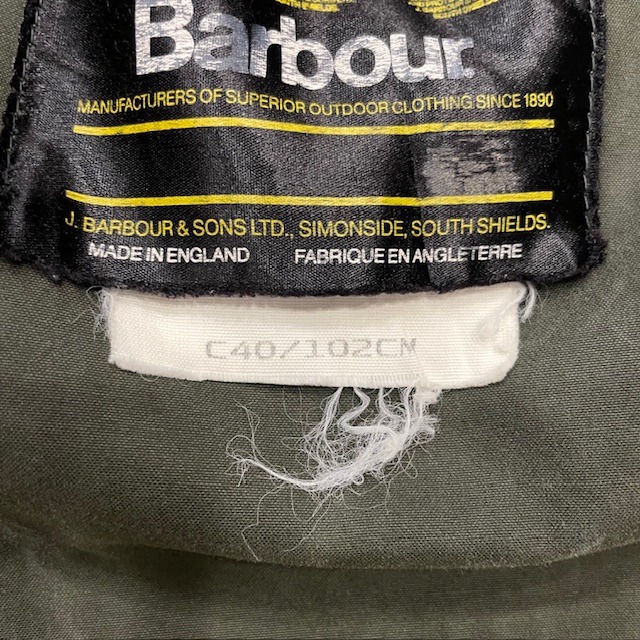 Barbour
MANUFACTURERS OF SUPERIOR OUTDOOR CLOTHING SINCE 1890
J. BARBOUR & SONS LTD., SIMONSIDE, SOUTH SHIELDS.
MADE IN ENGLAND FABRIQUE EN ANGLETERRE
C40/102CM